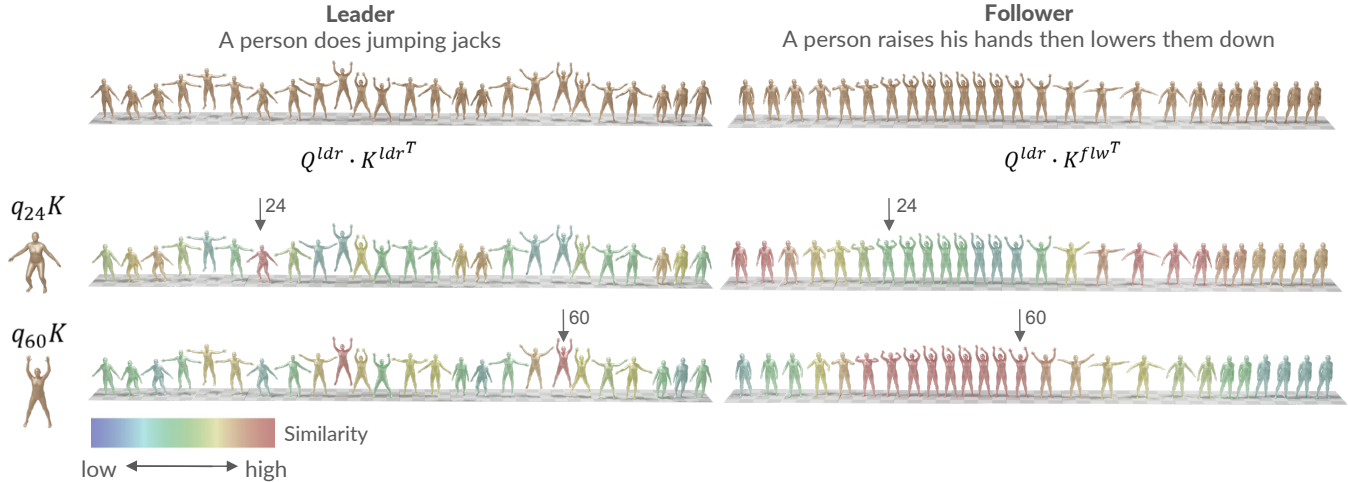 Leader
A person does jumping jacks
Follower
A person raises his hands then lowers them down
Q^{ldr} · K^{ldr^T}
Q^{ldr} · K^{flw^T}
q_{24}K
24
24
q_{60}K
60
60
Similarity
low
high